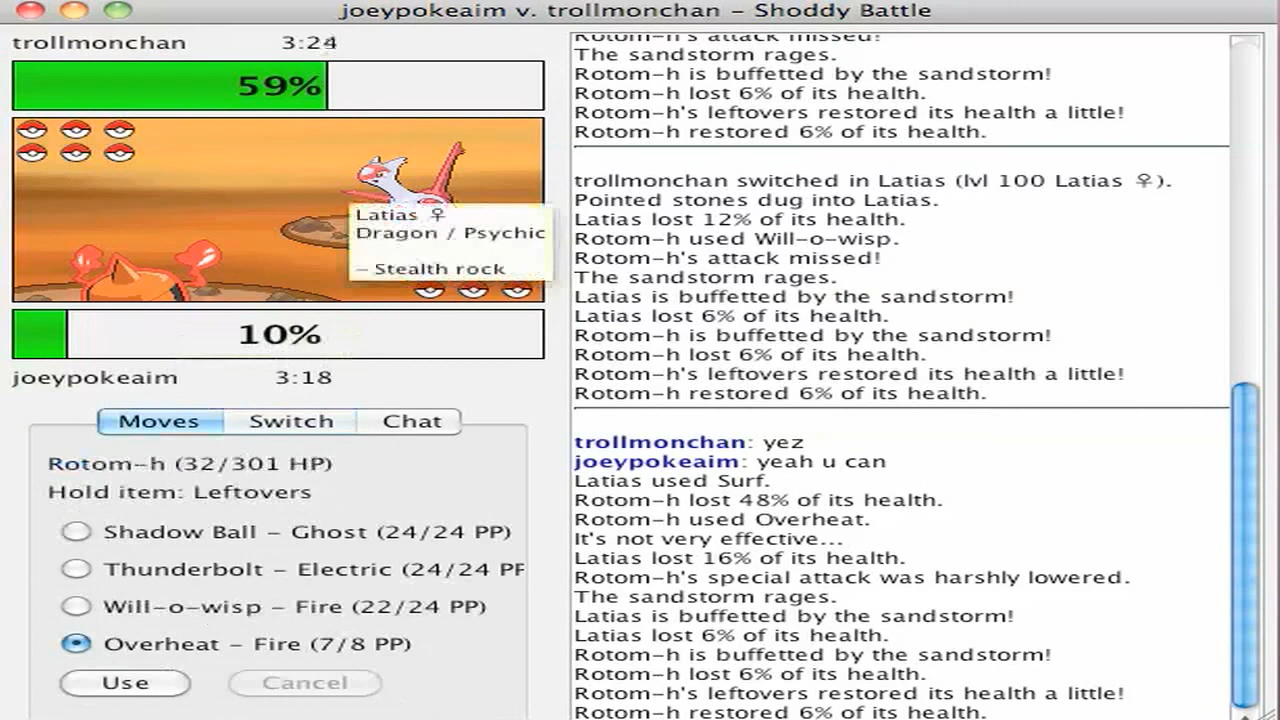 joeypokeaim v. trollmonchan – Shoddy Battle
trollmonchan 3:24
59%
Latias ♀
Dragon / Psychic
– Stealth rock
10%
joeypokeaim 3:18
Moves Switch Chat
Rotom–h (32/301 HP)
Hold item: Leftovers
Shadow Ball – Ghost (24/24 PP)
Thunderbolt – Electric (24/24 PP
Will–o–wisp – Fire (22/24 PP)
Overheat – Fire (7/8 PP)
Use Cancel
Rotom–h's attack missed!
The sandstorm rages.
Rotom–h is buffetted by the sandstorm!
Rotom–h lost 6% of its health.
Rotom–h's leftovers restored its health a little!
Rotom–h restored 6% of its health.
trollmonchan switched in Latias (lvl 100 Latias ♀).
Pointed stones dug into Latias.
Latias lost 12% of its health.
Rotom–h used Will–o–wisp.
Rotom–h's attack missed!
The sandstorm rages.
Latias is buffetted by the sandstorm!
Latias lost 6% of its health.
Rotom–h is buffetted by the sandstorm!
Rotom–h lost 6% of its health.
Rotom–h's leftovers restored its health a little!
Rotom–h restored 6% of its health.
trollmonchan: yez
joeypokeaim: yeah u can
Latias used Surf.
Rotom–h lost 48% of its health.
Rotom–h used Overheat.
It's not very effective...
Latias lost 16% of its health.
Rotom–h's special attack was harshly lowered.
The sandstorm rages.
Latias is buffetted by the sandstorm!
Latias lost 6% of its health.
Rotom–h is buffetted by the sandstorm!
Rotom–h lost 6% of its health.
Rotom–h's leftovers restored its health a little!
Rotom–h restored 6% of its health.